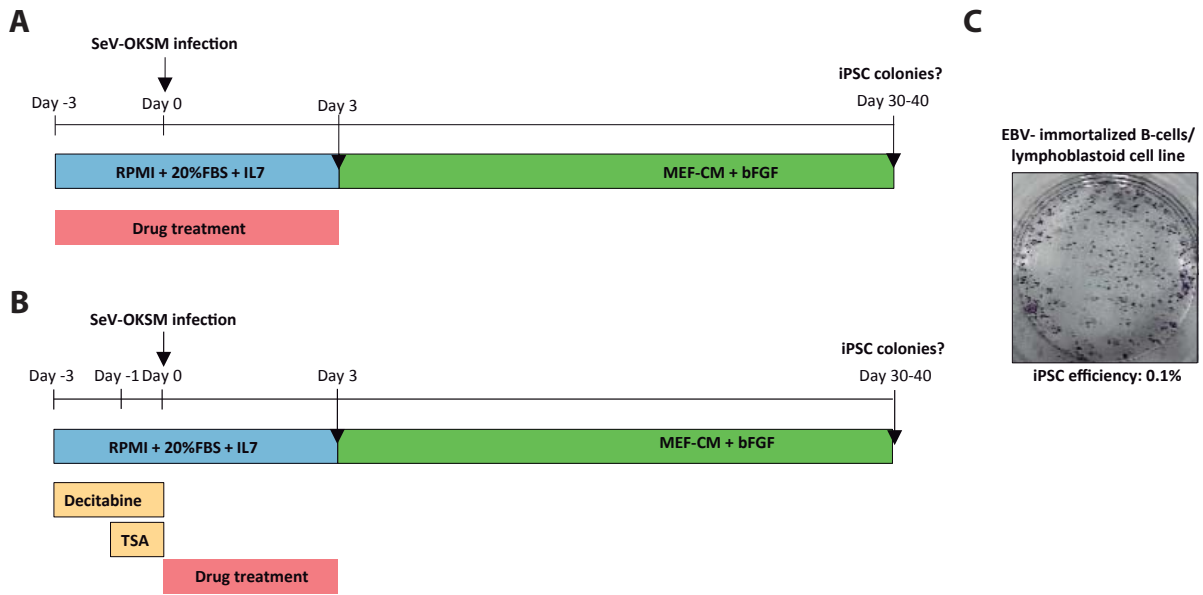 A
SeV-OKSM infection
iPSC colonies?
Day -3
Day 0
Day 3
Day 30-40
RPMI + 20%FBS + IL7
MEF-CM + bFGF
Drug treatment
B
SeV-OKSM infection
iPSC colonies?
Day -3
Day -1
Day 0
Day 3
Day 30-40
RPMI + 20%FBS + IL7
MEF-CM + bFGF
Decitabine
TSA
Drug treatment
C
EBV- immortalized B-cells/
lymphoblastoid cell line
iPSC efficiency: 0.1%